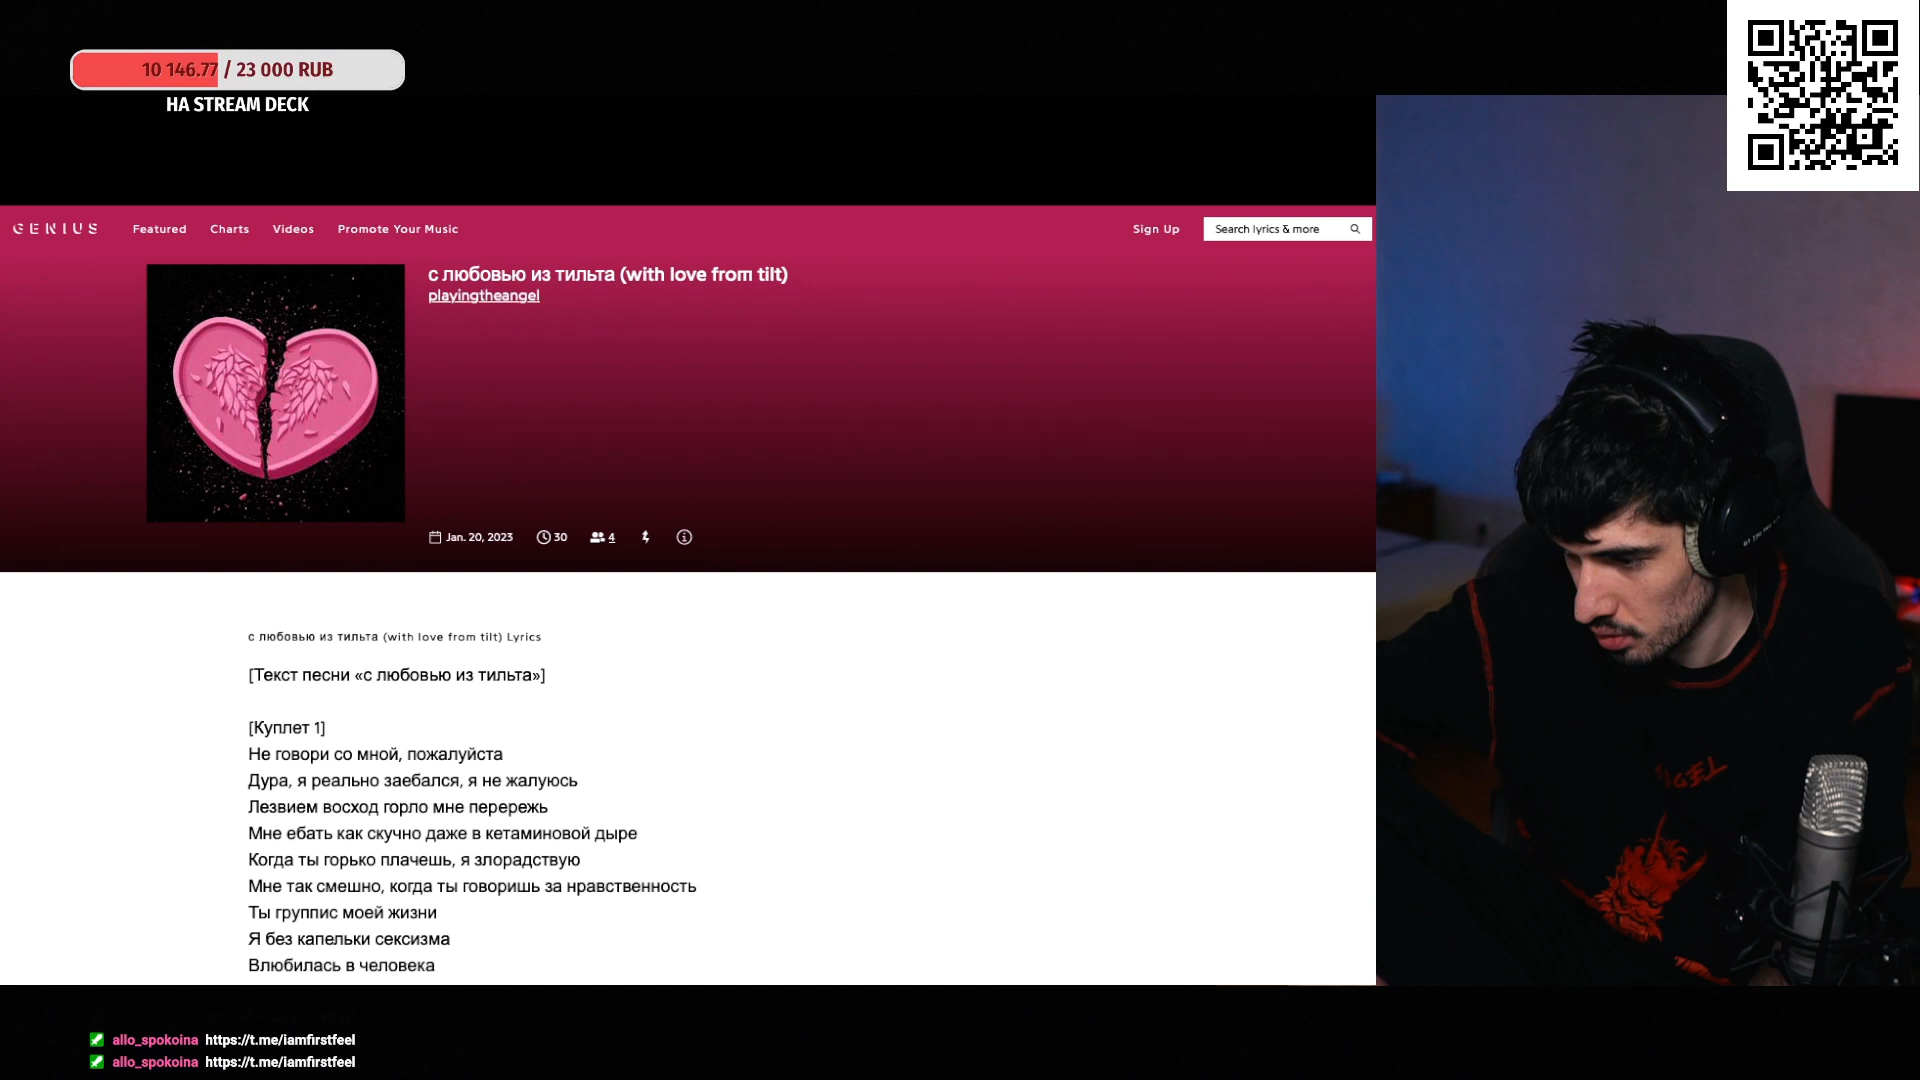 10 146.77 / 23 000 RUB
НА STREAM DECK
GENIUS
Featured
Charts
Videos
Promote Your Music
Sign Up
Search lyrics & more
с любовью из тильта (with love from tilt)
playingtheangel
Jan. 20, 2023
30
4
с любовью из тильта (with love from tilt) Lyrics
[Текст песни «с любовью из тильта»]
[Куплет 1]
Не говори со мной, пожалуйста
Дура, я реально заебался, я не жалуюсь
Лезвием восход горло мне перережь
Мне ебать как скучно даже в кетаминовой дыре
Когда ты горько плачешь, я злорадствую
Мне так смешно, когда ты говоришь за нравственность
Ты группис моей жизни
Я без капельки сексизма
Влюбилась в человека
allo_spokoina https://t.me/iamfirstfeel
allo_spokoina https://t.me/iamfirstfeel